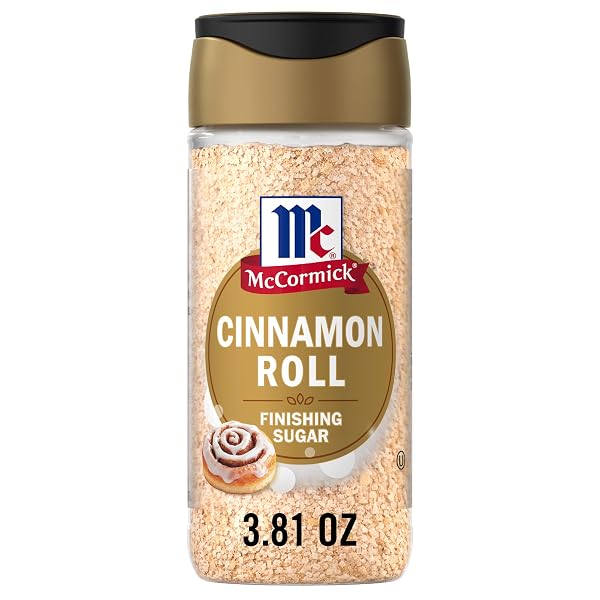 Mc
®
McCormick®
CINNAMON
ROLL
FINISHING
SUGAR
U
3.81 OZ